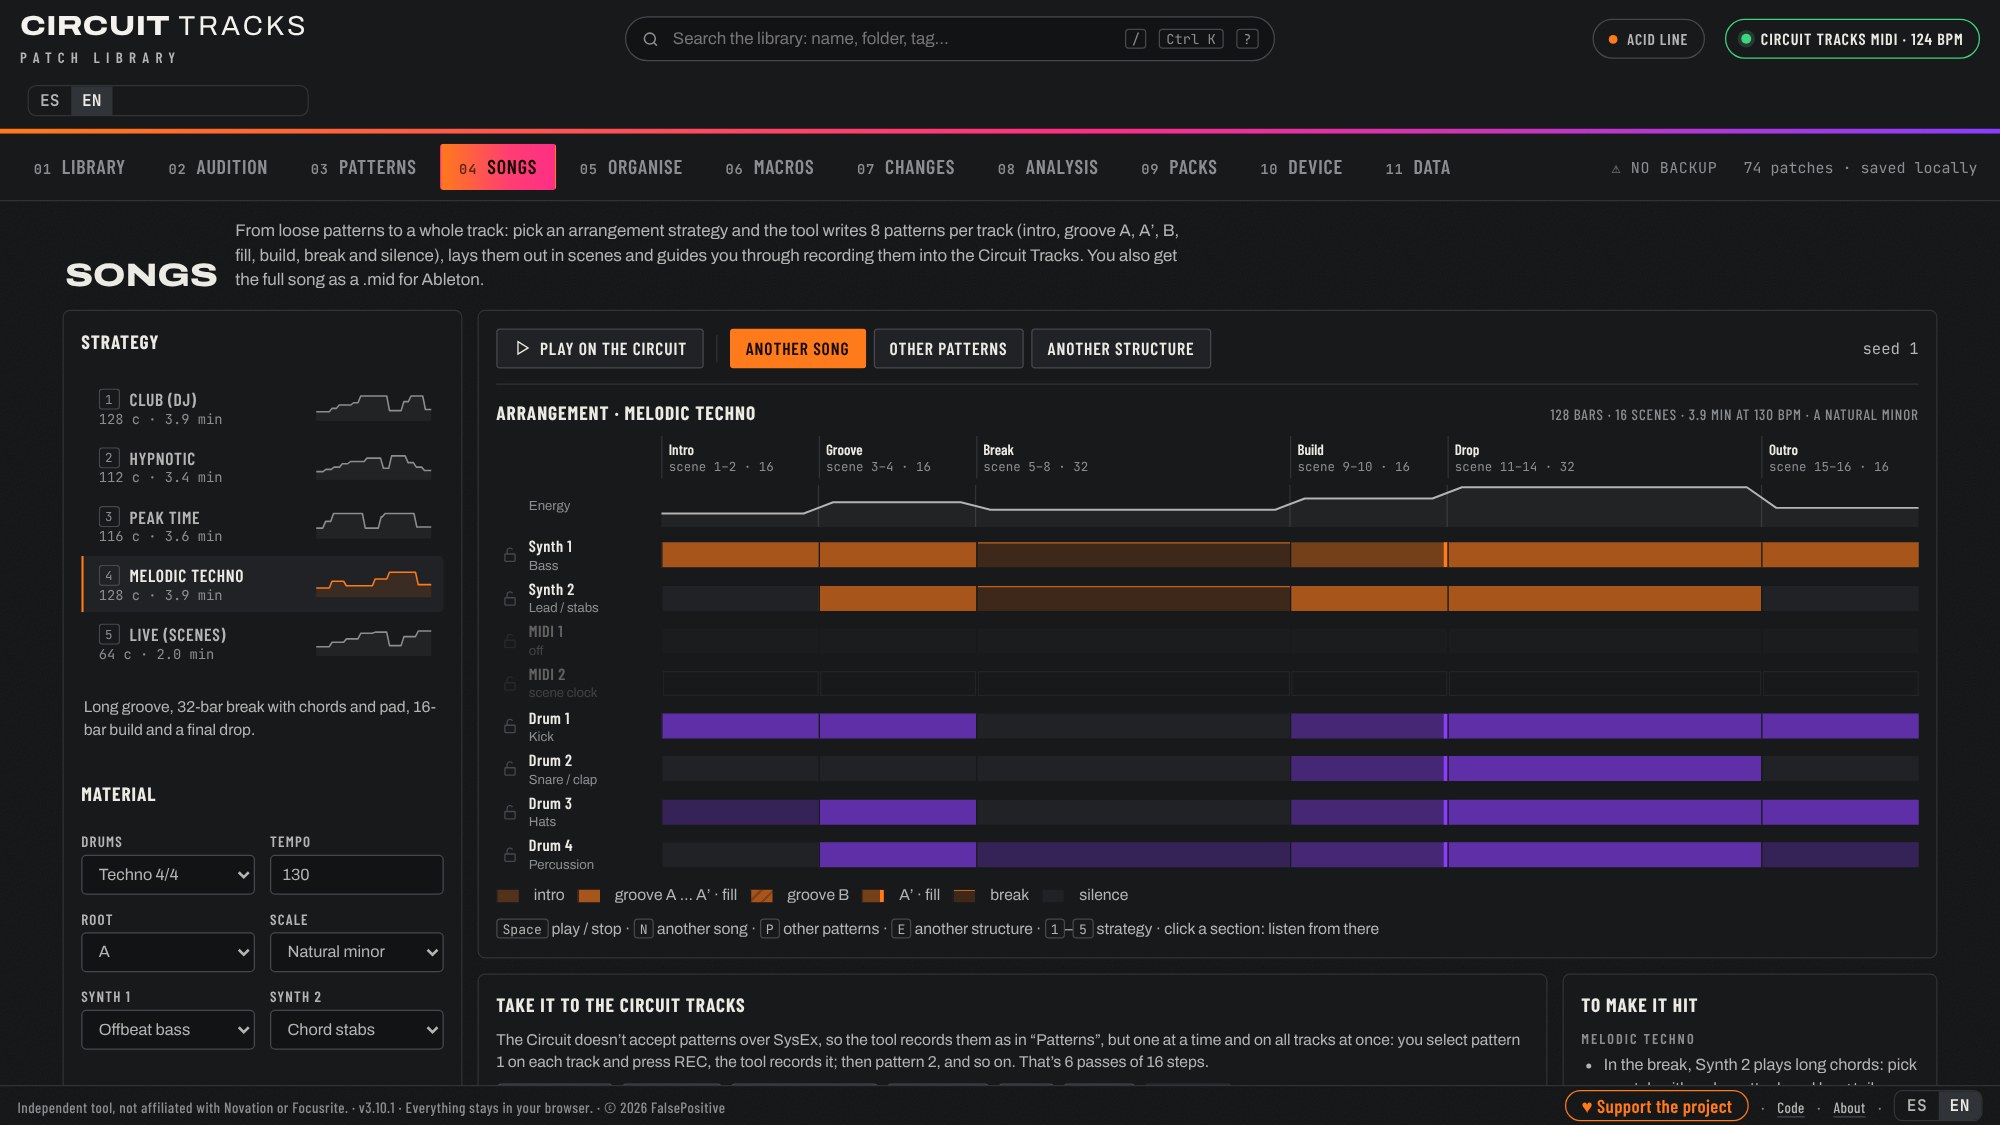 CIRCUIT TRACKS
PATCH LIBRARY
Search the library: name, folder, tag…
/ Ctrl K ?
ACID LINE
CIRCUIT TRACKS MIDI · 124 BPM
ES EN
01 LIBRARY
02 AUDITION
03 PATTERNS
04 SONGS
05 ORGANISE
06 MACROS
07 CHANGES
08 ANALYSIS
09 PACKS
10 DEVICE
11 DATA
⚠ NO BACKUP
74 patches · saved locally
SONGS
From loose patterns to a whole track: pick an arrangement strategy and the tool writes 8 patterns per track (intro, groove A, A’, B,
fill, build, break and silence), lays them out in scenes and guides you through recording them into the Circuit Tracks. You also get
the full song as a .mid for Ableton.
STRATEGY
1 CLUB (DJ)
128 c · 3.9 min
2 HYPNOTIC
112 c · 3.4 min
3 PEAK TIME
116 c · 3.6 min
4 MELODIC TECHNO
128 c · 3.9 min
5 LIVE (SCENES)
64 c · 2.0 min
Long groove, 32-bar break with chords and pad, 16-
bar build and a final drop.
MATERIAL
DRUMS
Techno 4/4
TEMPO
130
ROOT
A
SCALE
Natural minor
SYNTH 1
Offbeat bass
SYNTH 2
Chord stabs
PLAY ON THE CIRCUIT
ANOTHER SONG
OTHER PATTERNS
ANOTHER STRUCTURE
seed 1
ARRANGEMENT · MELODIC TECHNO
128 BARS · 16 SCENES · 3.9 MIN AT 130 BPM · A NATURAL MINOR
Intro
scene 1–2 · 16
Groove
scene 3–4 · 16
Break
scene 5–8 · 32
Build
scene 9–10 · 16
Drop
scene 11–14 · 32
Outro
scene 15–16 · 16
Energy
Synth 1
Bass
Synth 2
Lead / stabs
MIDI 1
off
MIDI 2
scene clock
Drum 1
Kick
Drum 2
Snare / clap
Drum 3
Hats
Drum 4
Percussion
intro
groove A … A’ · fill
groove B
A’ · fill
break
silence
Space play / stop · N another song · P other patterns · E another structure · 1–5 strategy · click a section: listen from there
TAKE IT TO THE CIRCUIT TRACKS
The Circuit doesn’t accept patterns over SysEx, so the tool records them as in “Patterns”, but one at a time and on all tracks at once: you select pattern
1 on each track and press REC, the tool records it; then pattern 2, and so on. That’s 6 passes of 16 steps.
TO MAKE IT HIT
MELODIC TECHNO
• In the break, Synth 2 plays long chords: pick
Independent tool, not affiliated with Novation or Focusrite. · v3.10.1 · Everything stays in your browser. · © 2026 FalsePositive
♥ Support the project
· Code · About ·
ES EN